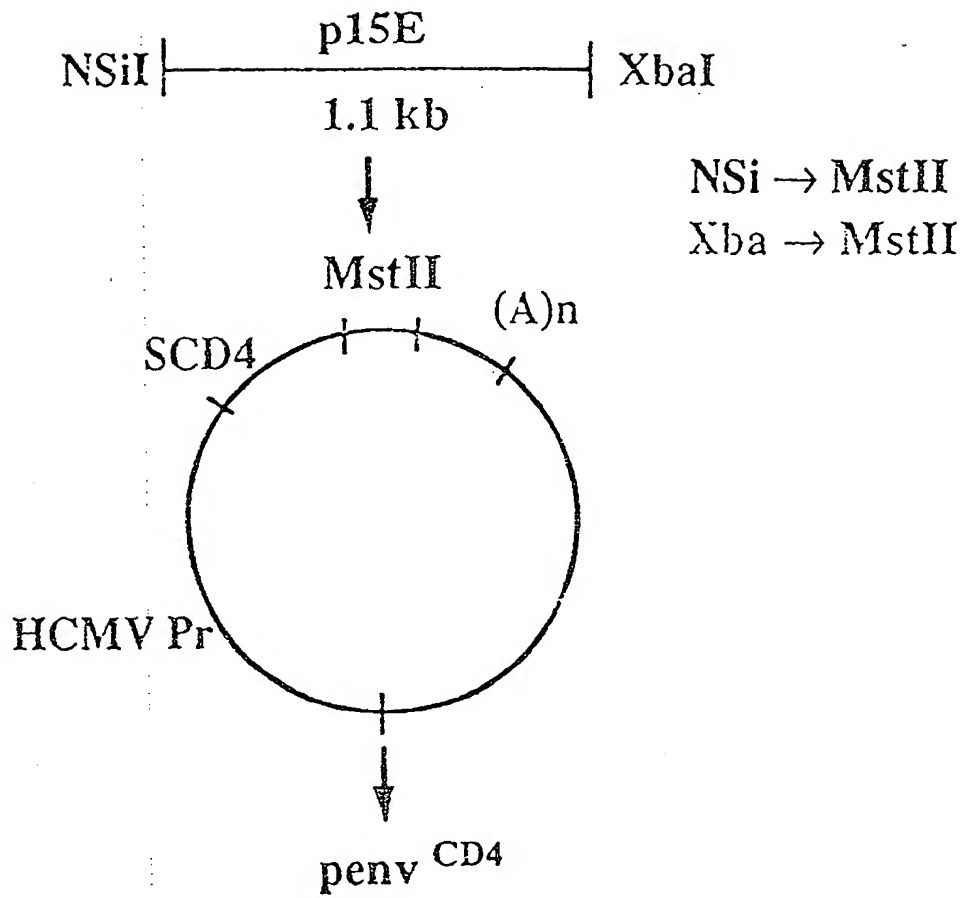 p15E
NSiI XbaI
1.1 kb
NSi → MstII
Xba → MstII
MstII
(A)n
SCD4
HCMV Pr
penv CD4